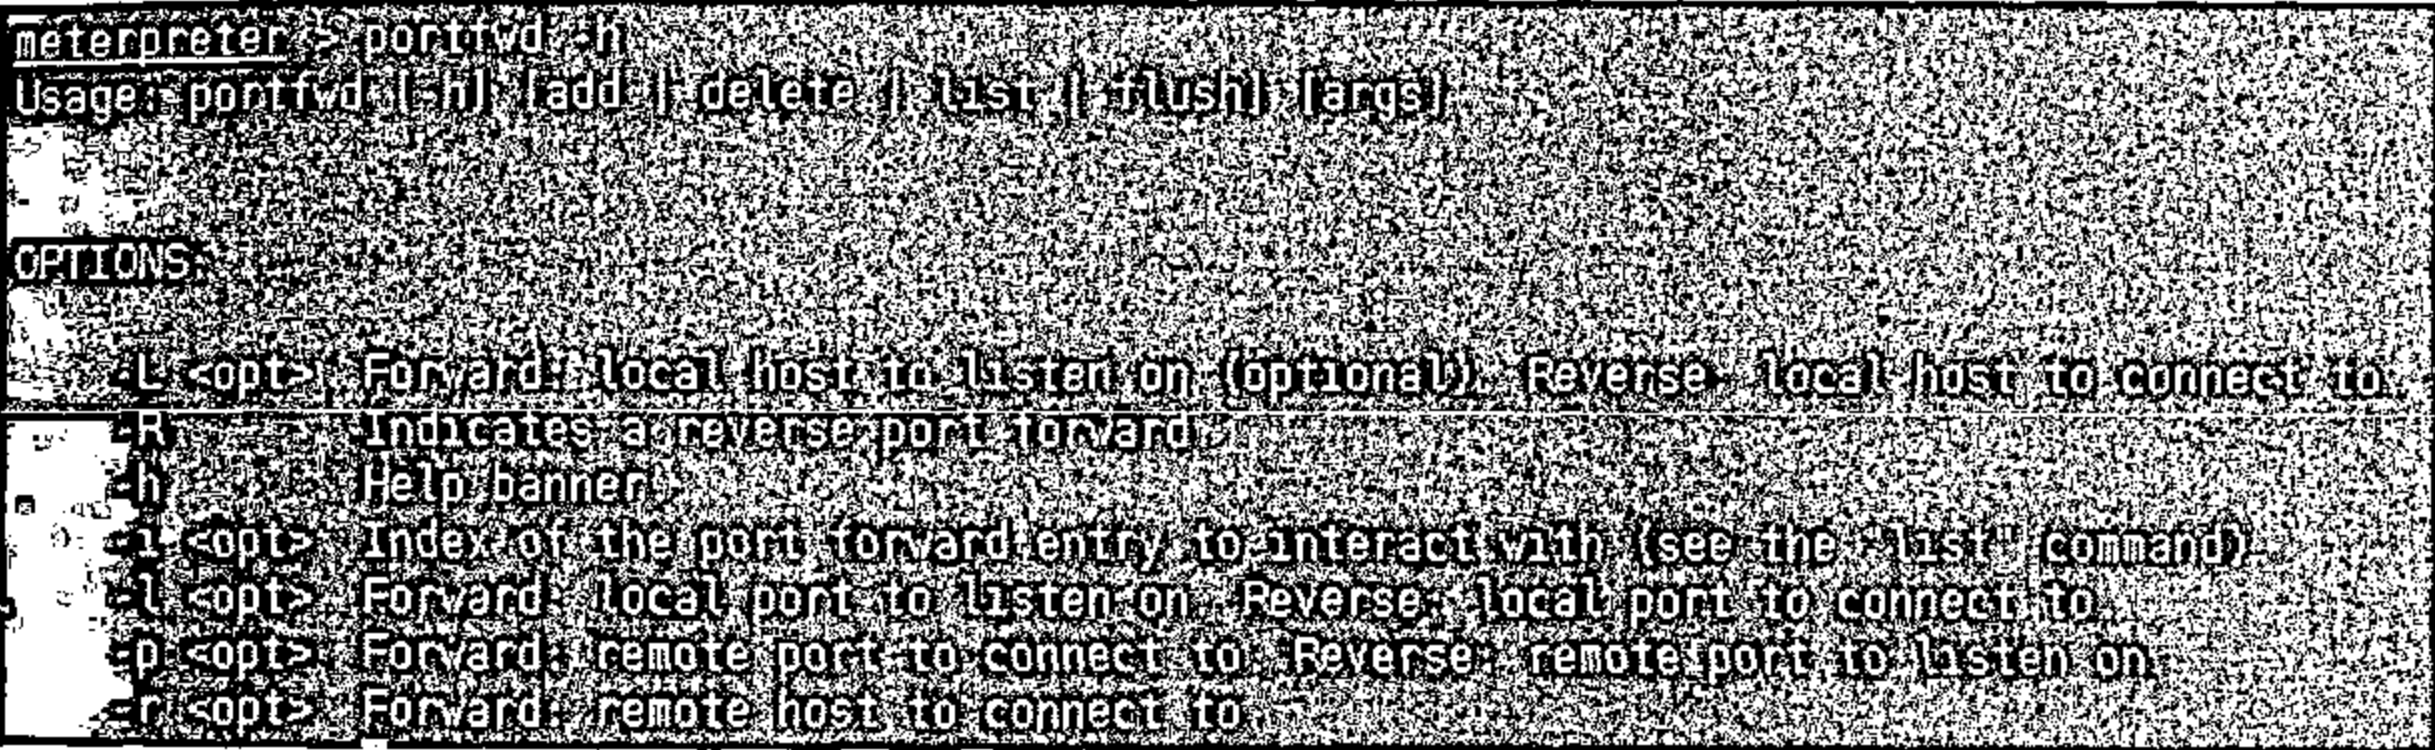 meterpreter > portfwd -h
Usage: portfwd [-h] [add | delete | list | flush] [args]
OPTIONS:
-L <opt> Forward: local host to listen on (optional). Reverse: local host to connect to.
-R Indicates a reverse port forward.
-h Help banner.
-i <opt> Index of the port forward entry to interact with (see the "list" command).
-l <opt> Forward: local port to listen on. Reverse: local port to connect to.
-p <opt> Forward: remote port to connect to. Reverse: remote port to listen on.
-r <opt> Forward: remote host to connect to.